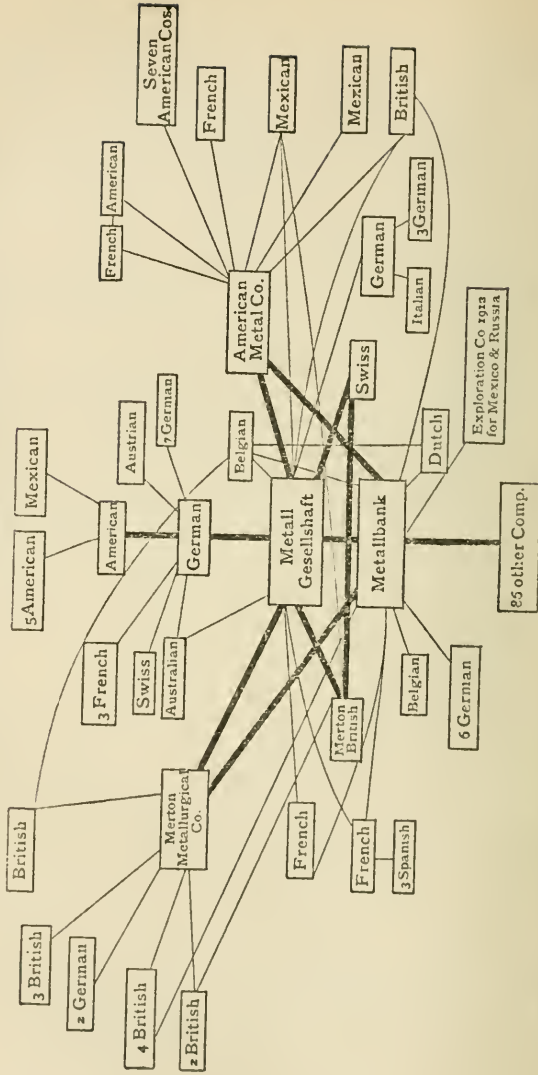 Seven
American Cos.
French
American
French
Mexican
Mexican
British
American
Metal Co.
German
3 German
Italian
Swiss
Exploration Co 1912
for Mexico & Russia
Mexican
5 American
American
Austrian
7 German
Belgian
German
3 French
Swiss
Australian
Metall
Gesellshaft
Metallbank
Dutch
85 other Comp.
Merton
British
Belgian
6 German
British
Merton
Metallurgical
Co.
3 British
2 German
4 British
2 British
French
French
3 Spanish